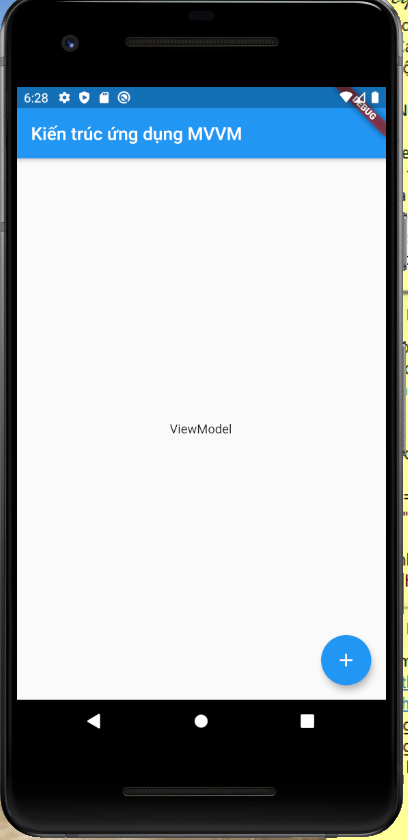 6:28
DEBUG
Kiến trúc ứng dụng MVVM
ViewModel
+